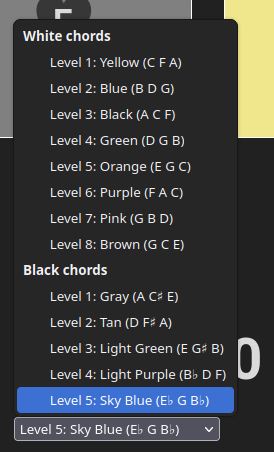 White chords
Level 1: Yellow (C F A)
Level 2: Blue (B D G)
Level 3: Black (A C F)
Level 4: Green (D G B)
Level 5: Orange (E G C)
Level 6: Purple (F A C)
Level 7: Pink (G B D)
Level 8: Brown (G C E)
Black chords
Level 1: Gray (A C♯ E)
Level 2: Tan (D F♯ A)
Level 3: Light Green (E G♯ B)
Level 4: Light Purple (B♭ D F)
Level 5: Sky Blue (E♭ G B♭)
Level 5: Sky Blue (E♭ G B♭)